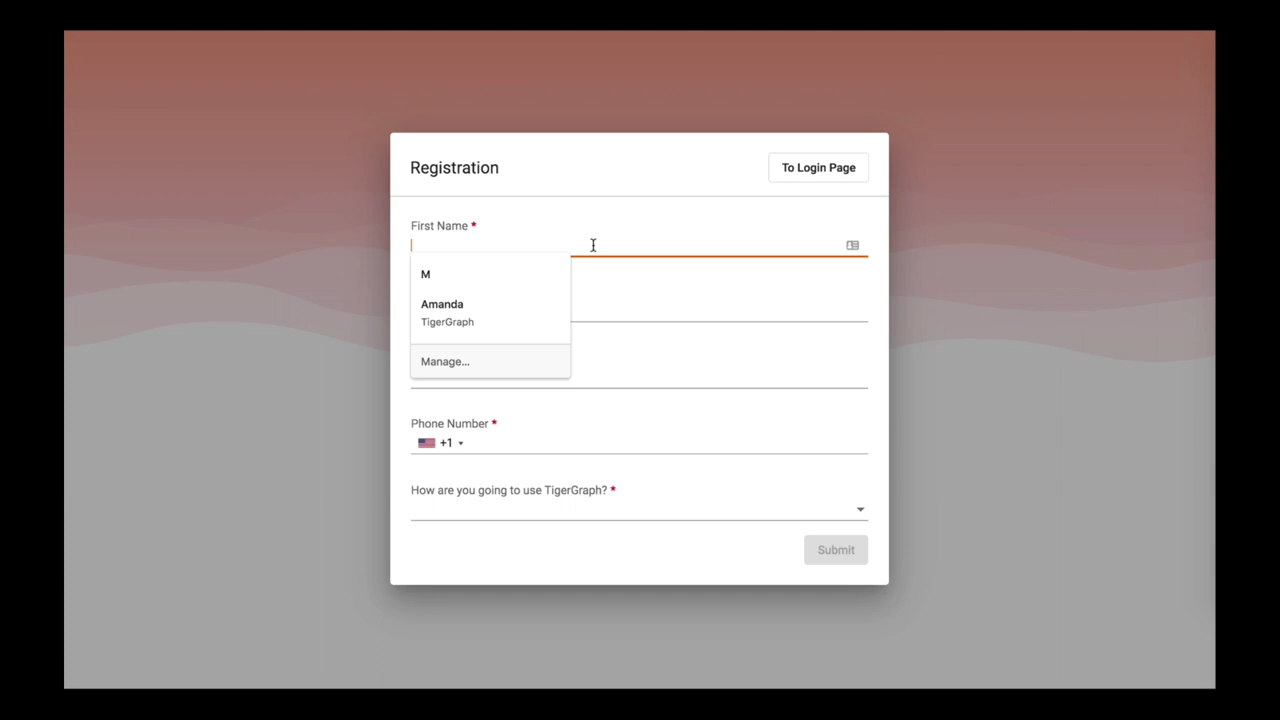 Registration
To Login Page
First Name *
M
Amanda
TigerGraph
Manage...
Phone Number *
+1
How are you going to use TigerGraph? *
Submit